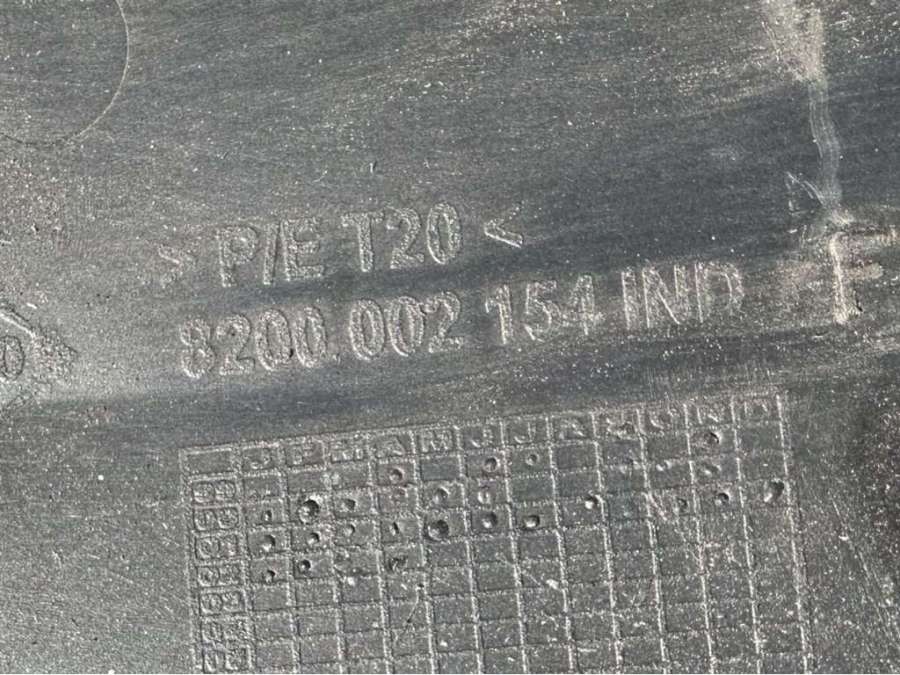 > P/E T20 <
8200.002 154 IND F
J F M A M J J A S O N D